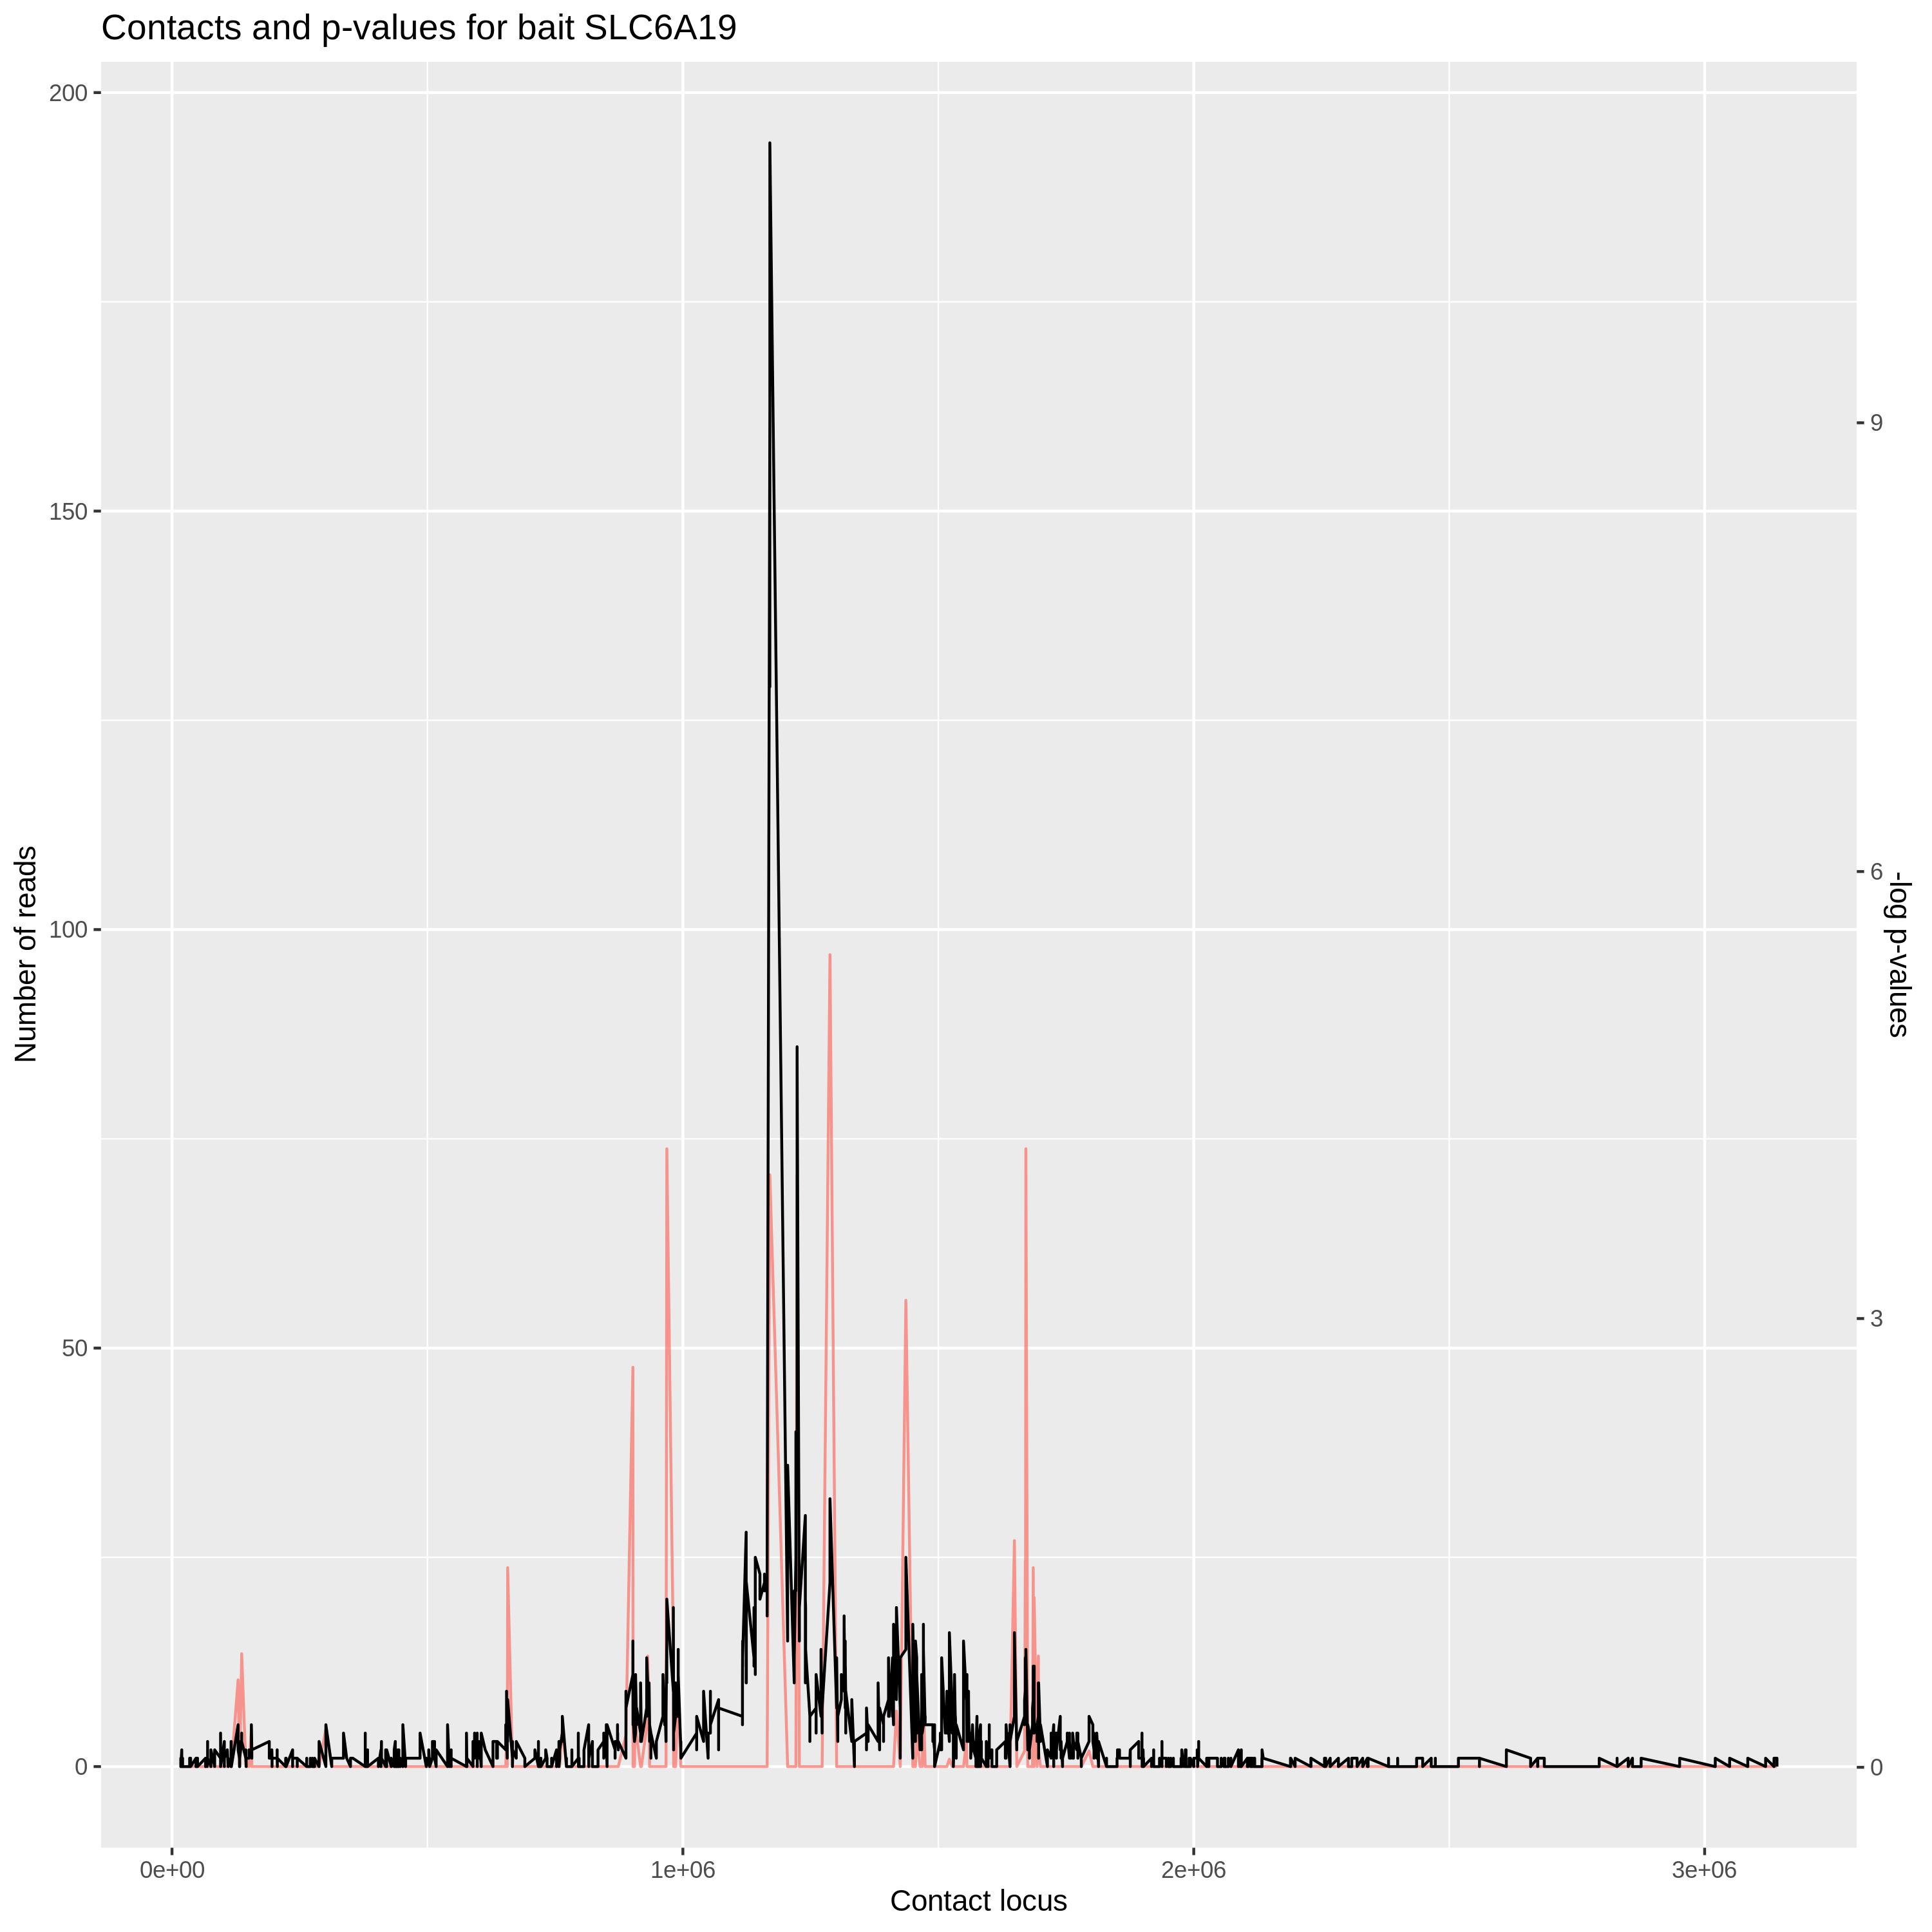 Contacts and p-values for bait SLC6A19
200
150
100
50
0
Number of reads
9
6
3
0
-log p-values
0e+00
1e+06
2e+06
3e+06
Contact locus